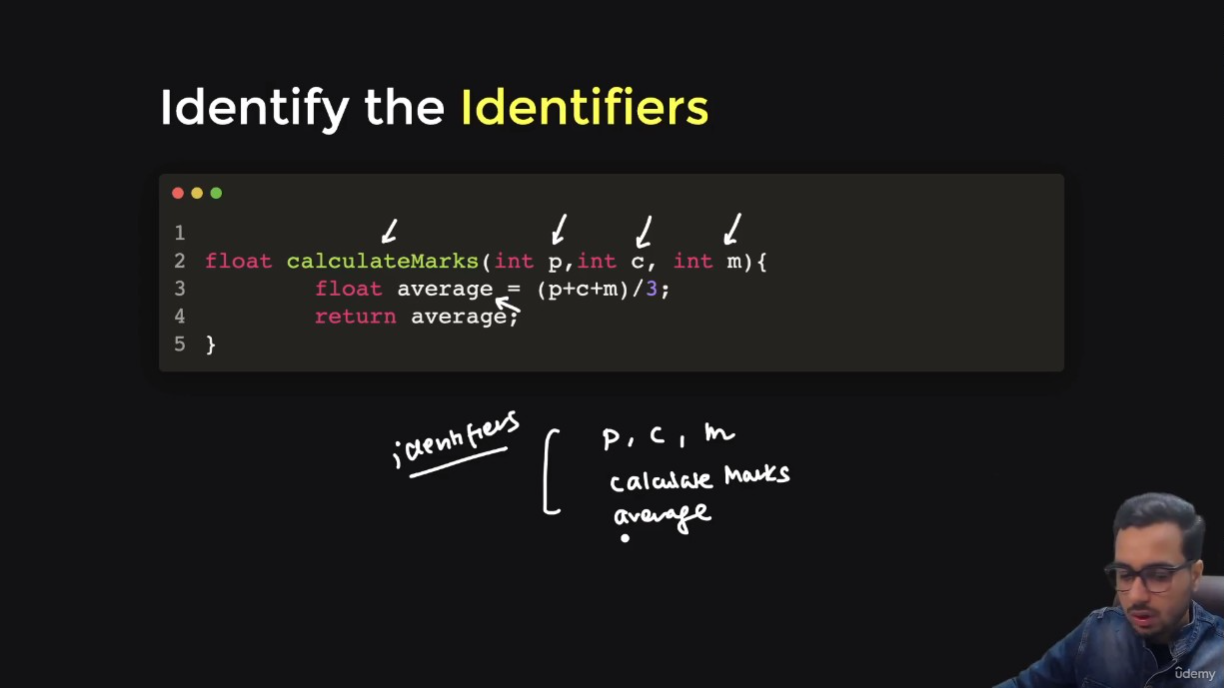 Identify the Identifiers
1
2 float calculateMarks(int p,int c, int m){
3 float average = (p+c+m)/3;
4 return average;
5 }
identifiers
p, c, m
calculate Marks
average
ûdemy